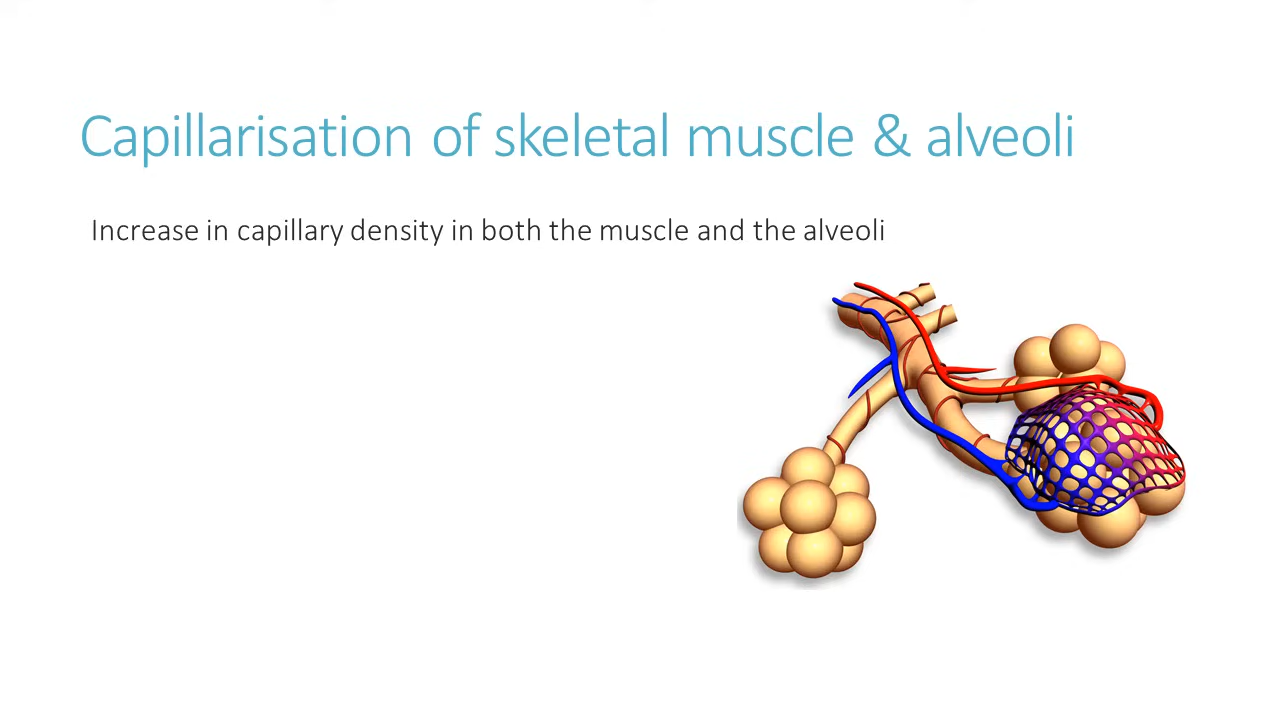 Capillarisation of skeletal muscle & alveoli
Increase in capillary density in both the muscle and the alveoli